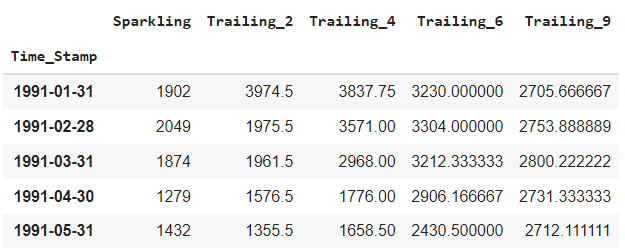 Sparkling Trailing_2 Trailing_4 Trailing_6 Trailing_9
Time_Stamp
1991-01-31 1902 3974.5 3837.75 3230.000000 2705.666667
1991-02-28 2049 1975.5 3571.00 3304.000000 2753.888889
1991-03-31 1874 1961.5 2968.00 3212.333333 2800.222222
1991-04-30 1279 1576.5 1776.00 2906.166667 2731.333333
1991-05-31 1432 1355.5 1658.50 2430.500000 2712.111111